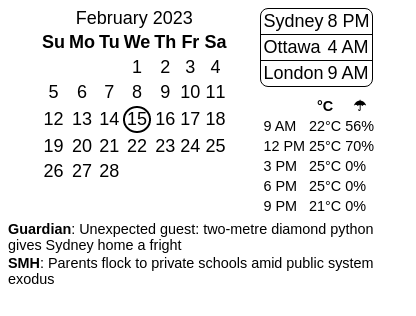 February 2023
Su Mo Tu We Th Fr Sa
1 2 3 4
5 6 7 8 9 10 11
12 13 14 15 16 17 18
19 20 21 22 23 24 25
26 27 28
Sydney 8 PM
Ottawa 4 AM
London 9 AM
°C ☂
9 AM 22°C 56%
12 PM 25°C 70%
3 PM 25°C 0%
6 PM 25°C 0%
9 PM 21°C 0%
Guardian: Unexpected guest: two-metre diamond python
gives Sydney home a fright
SMH: Parents flock to private schools amid public system
exodus